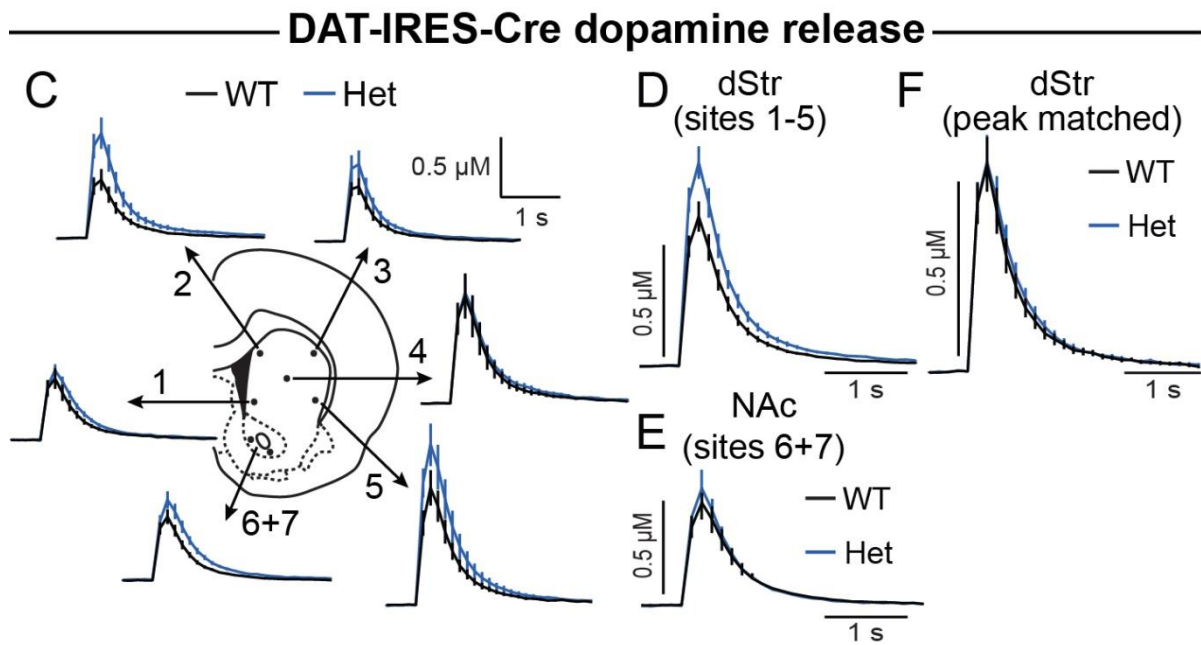 DAT-IRES-Cre dopamine release
C
WT Het
0.5 µM
1 s
2
3
4
1
5
6+7
D
dStr
(sites 1-5)
0.5 µM
1 s
E
NAc
(sites 6+7)
0.5 µM
WT
Het
1 s
F
dStr
(peak matched)
0.5 µM
WT
Het
1 s